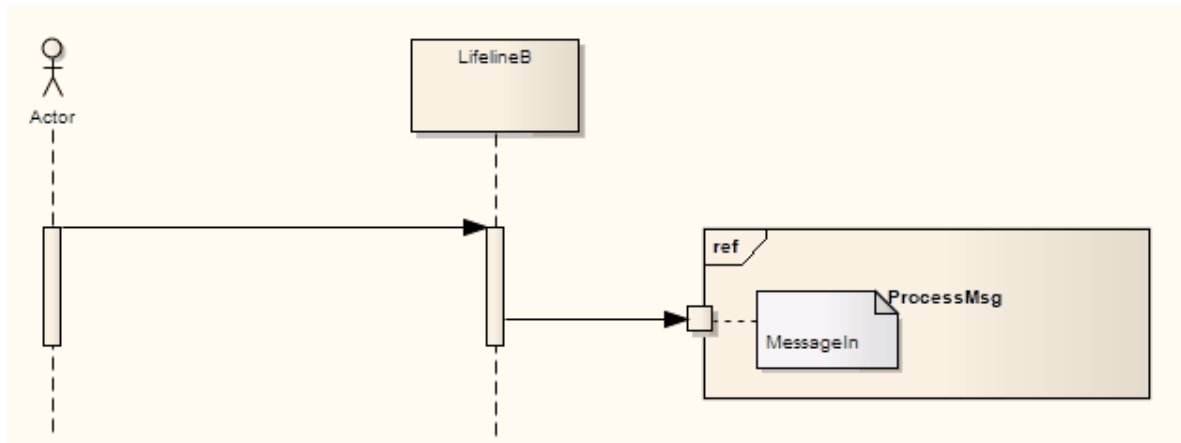 LifelineB
Actor
ref
ProcessMsg
MessageIn